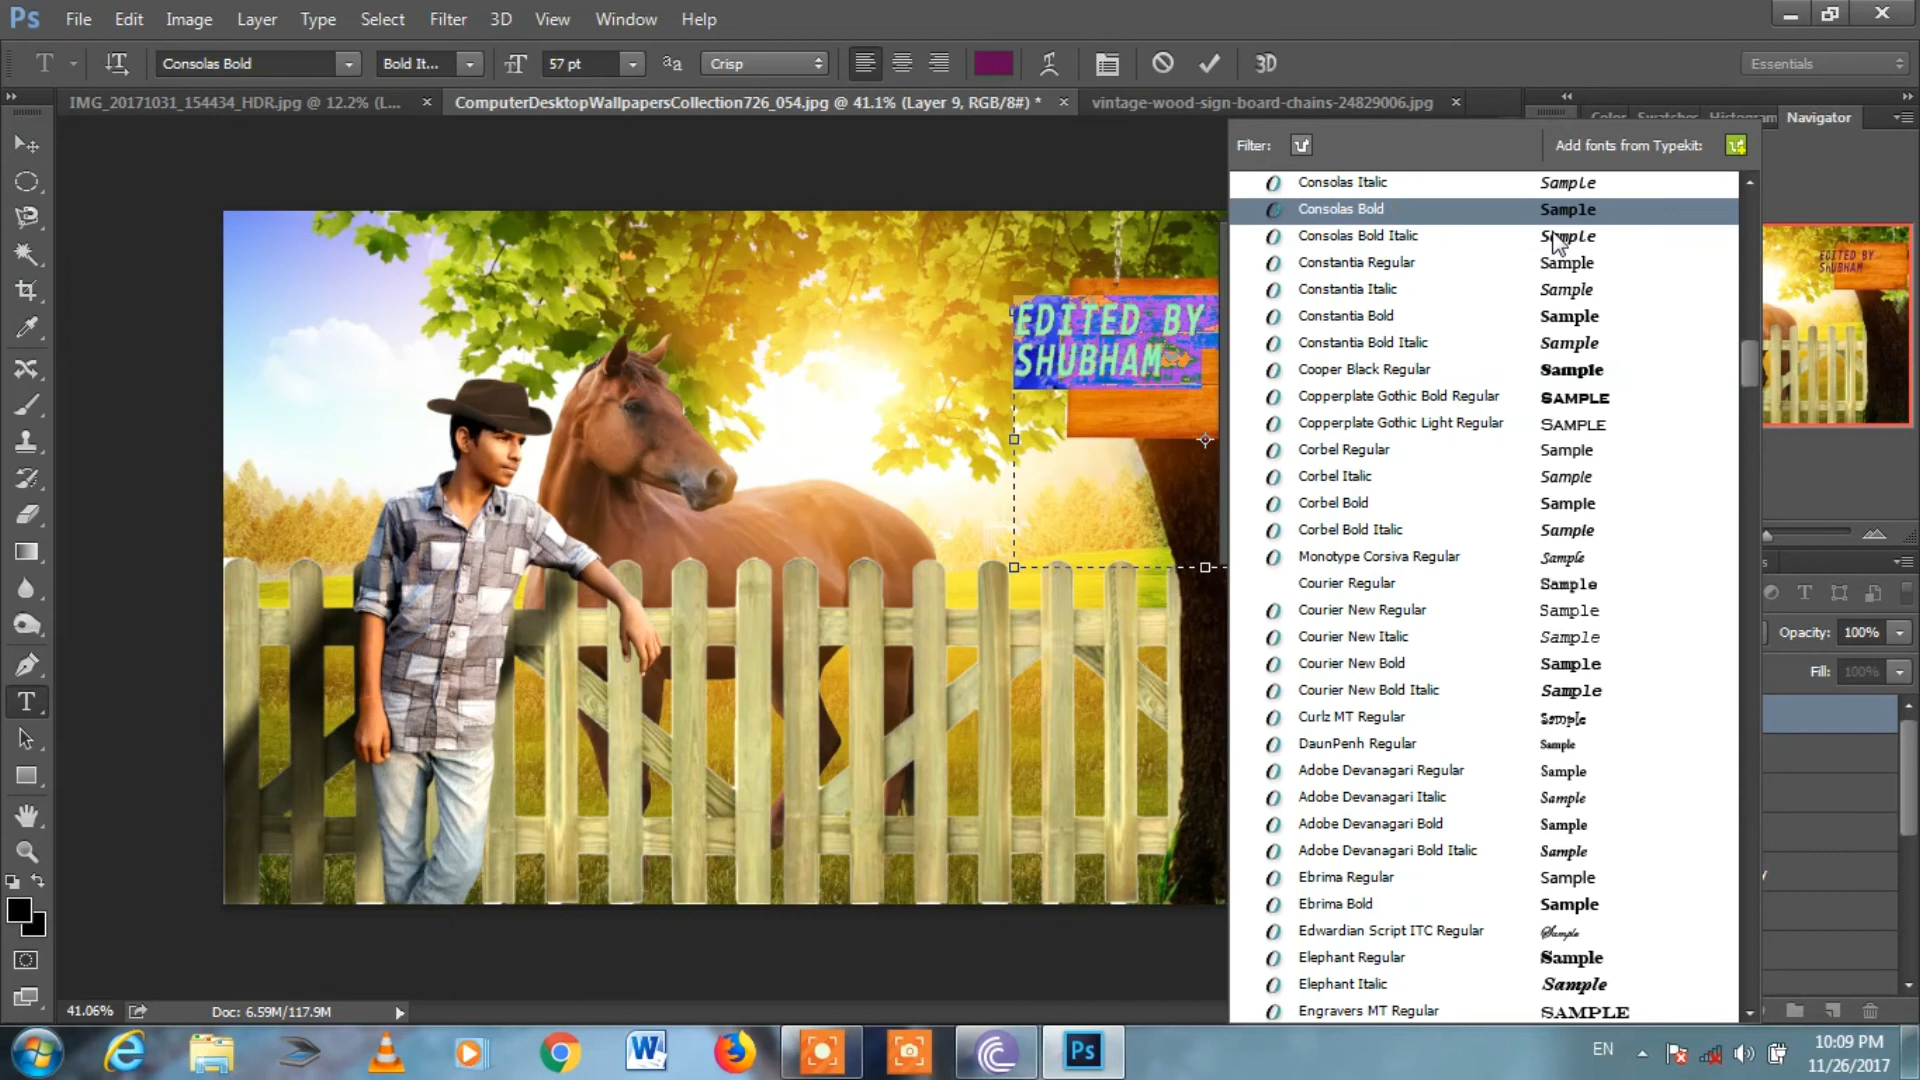 Ps File Edit Image Layer Type Select Filter 3D View Window Help
Consolas Bold Bold It... 57 pt Crisp 3D Essentials
IMG_20171031_154434_HDR.jpg @ 12.2% (L... ComputerDesktopWallpapersCollection726_054.jpg @ 41.1% (Layer 9, RGB/8#) * vintage-wood-sign-board-chains-24829006.jpg
Navigator
Filter: Add fonts from Typekit:
Consolas Italic Sample
Consolas Bold Sample
Consolas Bold Italic Sample
Constantia Regular Sample
Constantia Italic Sample
Constantia Bold Sample
Constantia Bold Italic Sample
Cooper Black Regular Sample
Copperplate Gothic Bold Regular SAMPLE
Copperplate Gothic Light Regular SAMPLE
Corbel Regular Sample
Corbel Italic Sample
Corbel Bold Sample
Corbel Bold Italic Sample
Monotype Corsiva Regular Sample
Courier Regular Sample
Courier New Regular Sample
Courier New Italic Sample
Courier New Bold Sample
Courier New Bold Italic Sample
Curlz MT Regular Sample
DaunPenh Regular Sample
Adobe Devanagari Regular Sample
Adobe Devanagari Italic Sample
Adobe Devanagari Bold Sample
Adobe Devanagari Bold Italic Sample
Ebrima Regular Sample
Ebrima Bold Sample
Edwardian Script ITC Regular Sample
Elephant Regular Sample
Elephant Italic Sample
Engravers MT Regular SAMPLE
EDITED BY
SHUBHAM
EDITED BY
SHUBHAM
Opacity: 100%
Fill: 100%
41.06% Doc: 6.59M/117.9M
EN
10:09 PM
11/26/2017